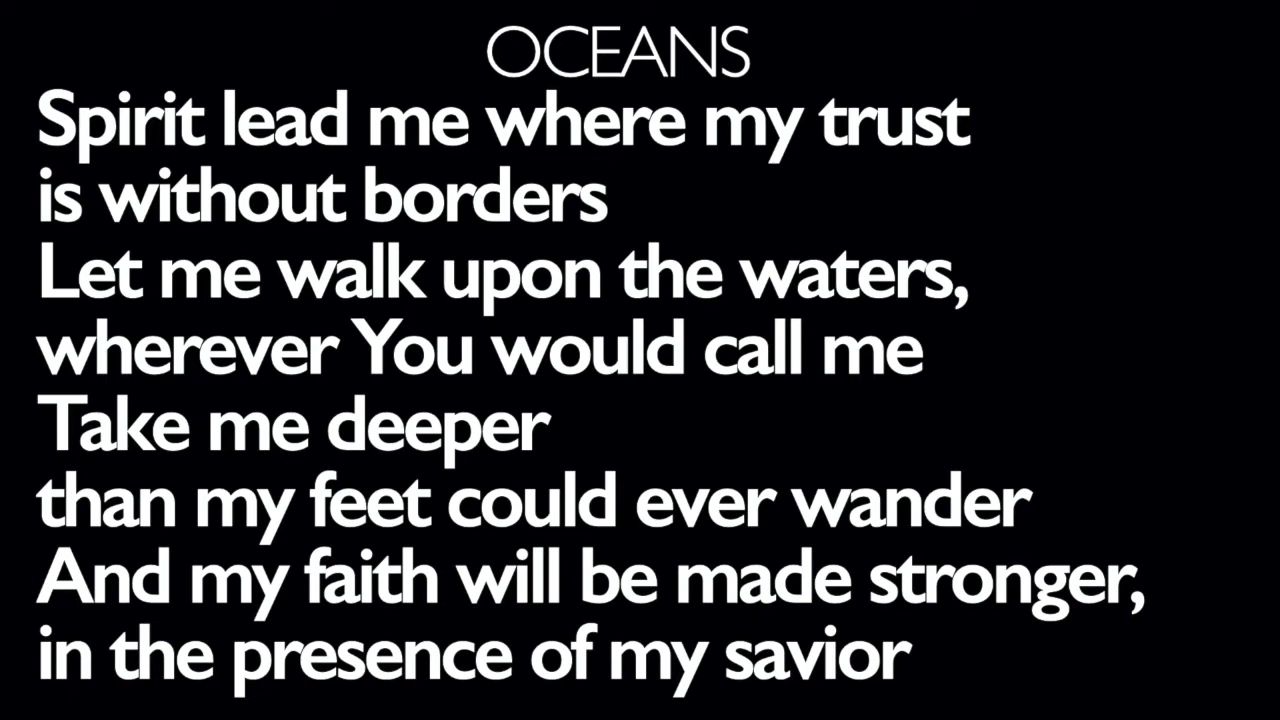 OCEANS
Spirit lead me where my trust
is without borders
Let me walk upon the waters,
wherever You would call me
Take me deeper
than my feet could ever wander
And my faith will be made stronger,
in the presence of my savior